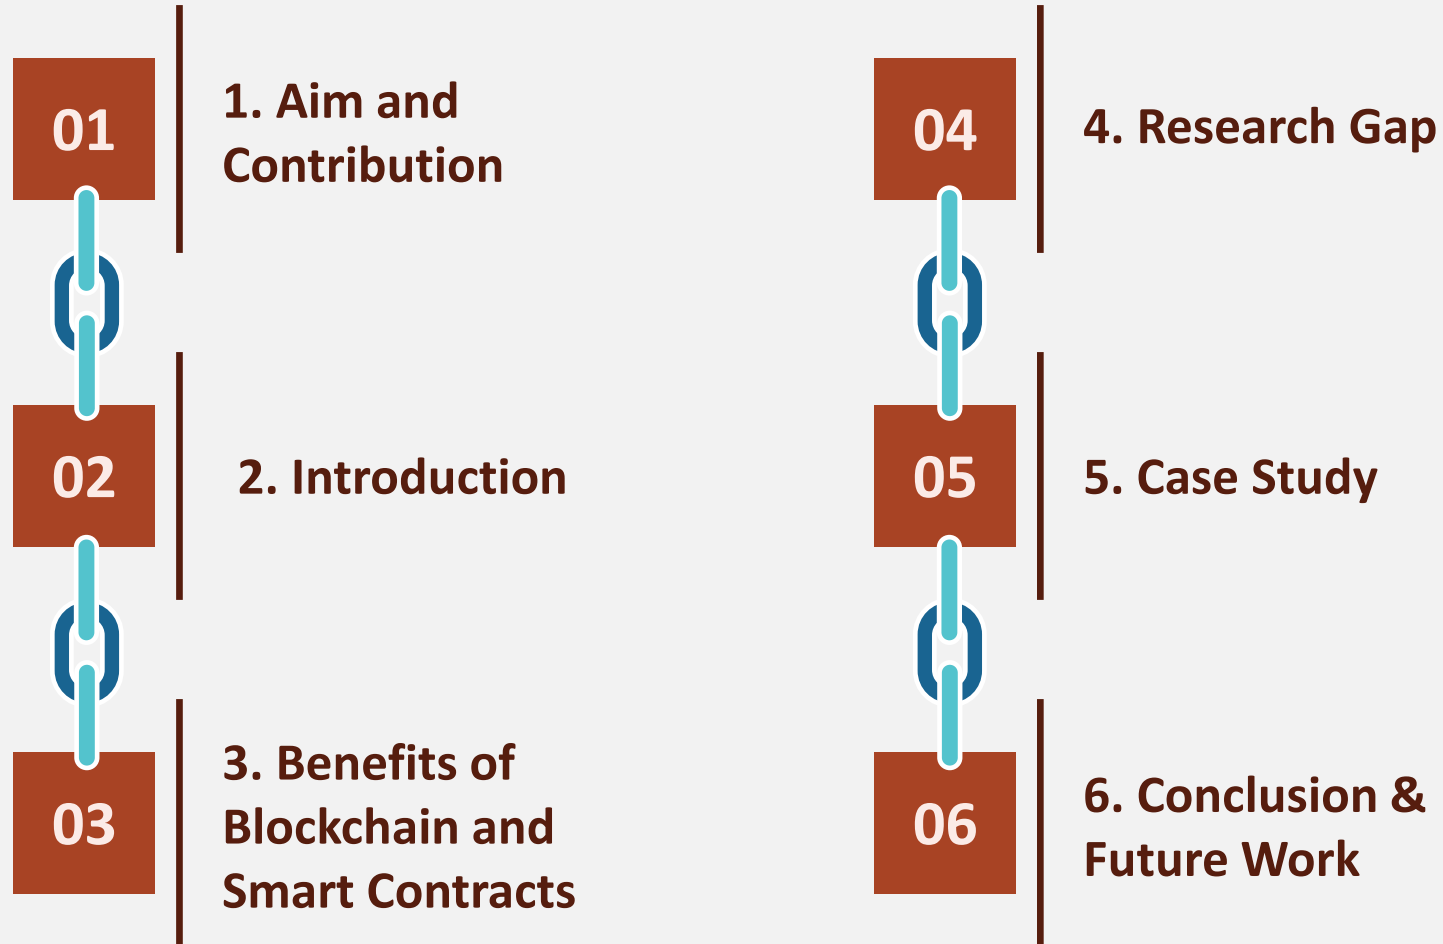 01
1. Aim and
Contribution
02
2. Introduction
03
3. Benefits of
Blockchain and
Smart Contracts
04
4. Research Gap
05
5. Case Study
06
6. Conclusion &
Future Work